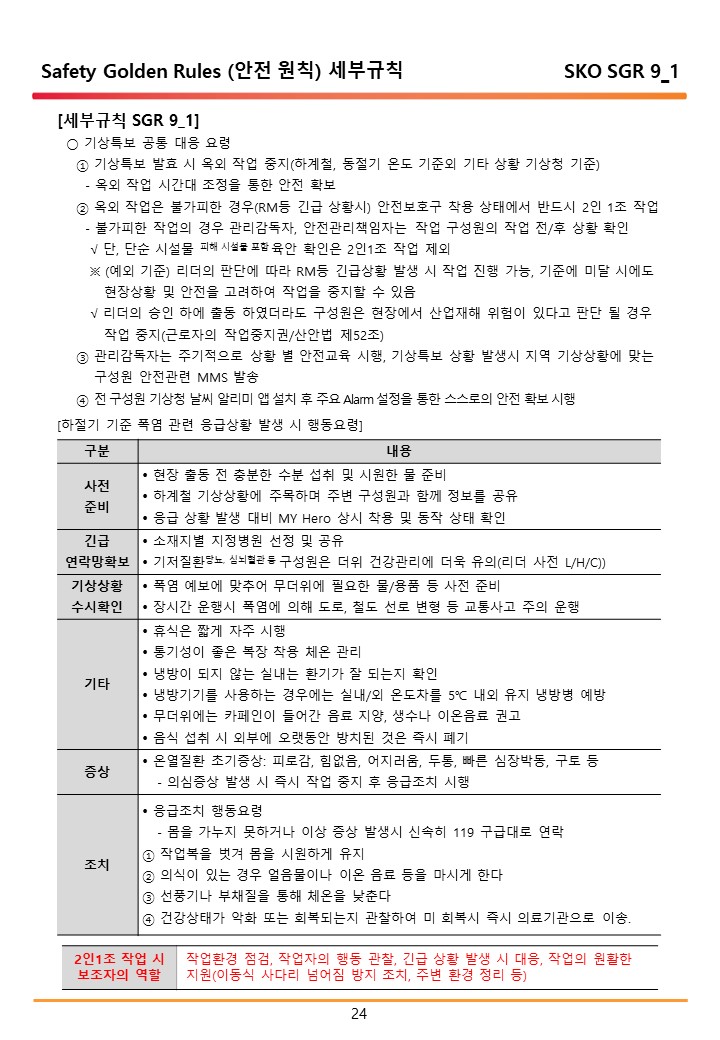 Safety Golden Rules (안전 원칙) 세부규칙 SKO SGR 9_1
[세부규칙 SGR 9_1]
○ 기상특보 공통 대응 요령
① 기상특보 발효 시 옥외 작업 중지(하계철, 동절기 온도 기준외 기타 상황 기상청 기준)
- 옥외 작업 시간대 조정을 통한 안전 확보
② 옥외 작업은 불가피한 경우(RM등 긴급 상황시) 안전보호구 착용 상태에서 반드시 2인 1조 작업
- 불가피한 작업의 경우 관리감독자, 안전관리책임자는 작업 구성원의 작업 전/후 상황 확인
√ 단, 단순 시설물 피해 시설물 포함 육안 확인은 2인1조 작업 제외
※ (예외 기준) 리더의 판단에 따라 RM등 긴급상황 발생 시 작업 진행 가능, 기준에 미달 시에도
현장상황 및 안전을 고려하여 작업을 중지할 수 있음
√ 리더의 승인 하에 출동 하였더라도 구성원은 현장에서 산업재해 위험이 있다고 판단 될 경우
작업 중지(근로자의 작업중지권/산안법 제52조)
③ 관리감독자는 주기적으로 상황 별 안전교육 시행, 기상특보 상황 발생시 지역 기상상황에 맞는
구성원 안전관련 MMS 발송
④ 전 구성원 기상청 날씨 알리미 앱 설치 후 주요 Alarm 설정을 통한 스스로의 안전 확보 시행
[하절기 기준 폭염 관련 응급상황 발생 시 행동요령]
구분 내용
사전
준비
• 현장 출동 전 충분한 수분 섭취 및 시원한 물 준비
• 하계철 기상상황에 주목하며 주변 구성원과 함께 정보를 공유
• 응급 상황 발생 대비 MY Hero 상시 착용 및 동작 상태 확인
긴급
연락망확보
• 소재지별 지정병원 선정 및 공유
• 기저질환당뇨, 심뇌혈관 등 구성원은 더위 건강관리에 더욱 유의(리더 사전 L/H/C))
기상상황
수시확인
• 폭염 예보에 맞추어 무더위에 필요한 물/용품 등 사전 준비
• 장시간 운행시 폭염에 의해 도로, 철도 선로 변형 등 교통사고 주의 운행
기타
• 휴식은 짧게 자주 시행
• 통기성이 좋은 복장 착용 체온 관리
• 냉방이 되지 않는 실내는 환기가 잘 되는지 확인
• 냉방기기를 사용하는 경우에는 실내/외 온도차를 5℃ 내외 유지 냉방병 예방
• 무더위에는 카페인이 들어간 음료 지양, 생수나 이온음료 권고
• 음식 섭취 시 외부에 오랫동안 방치된 것은 즉시 폐기
증상
• 온열질환 초기증상: 피로감, 힘없음, 어지러움, 두통, 빠른 심장박동, 구토 등
- 의심증상 발생 시 즉시 작업 중지 후 응급조치 시행
조치
• 응급조치 행동요령
- 몸을 가누지 못하거나 이상 증상 발생시 신속히 119 구급대로 연락
① 작업복을 벗겨 몸을 시원하게 유지
② 의식이 있는 경우 얼음물이나 이온 음료 등을 마시게 한다
③ 선풍기나 부채질을 통해 체온을 낮춘다
④ 건강상태가 악화 또는 회복되는지 관찰하여 미 회복시 즉시 의료기관으로 이송.
2인1조 작업 시
보조자의 역할
작업환경 점검, 작업자의 행동 관찰, 긴급 상황 발생 시 대응, 작업의 원활한
지원(이동식 사다리 넘어짐 방지 조치, 주변 환경 정리 등)
24